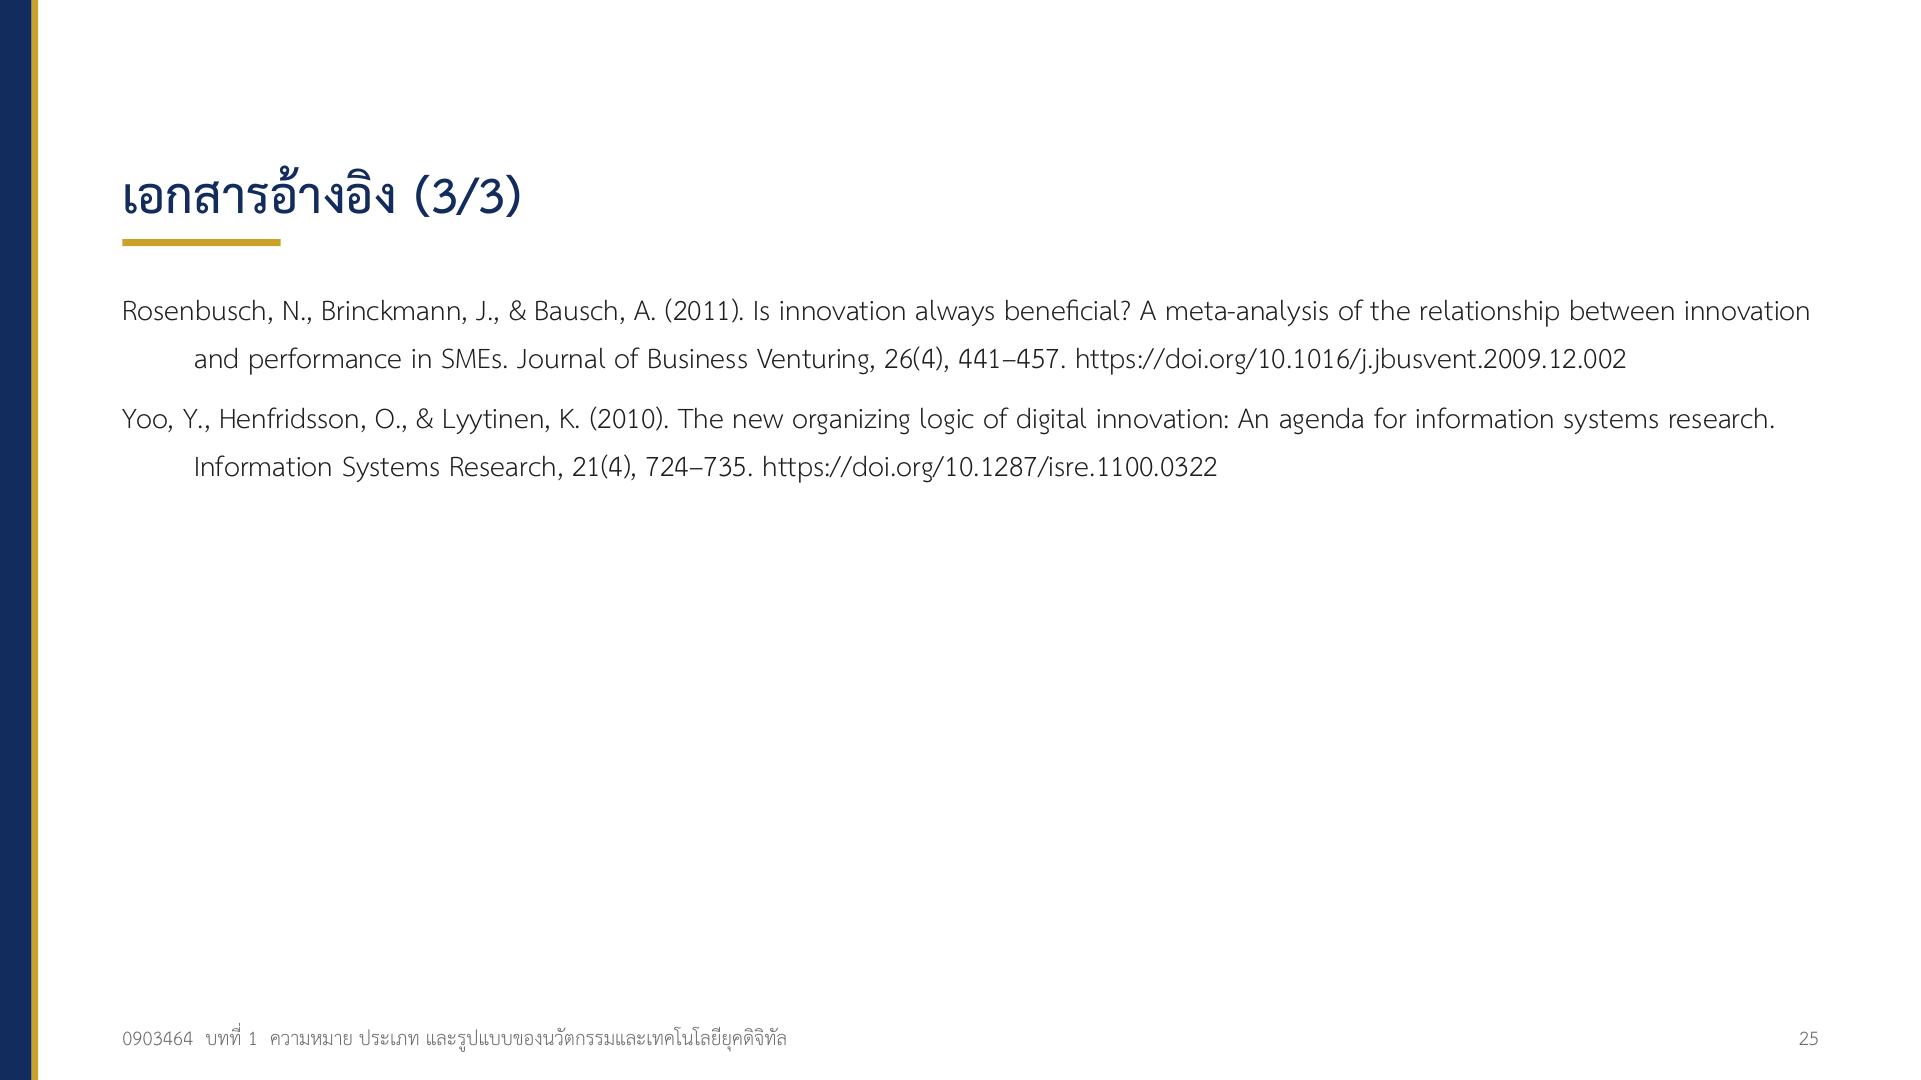 เอกสารอ้างอิง (3/3)
Rosenbusch, N., Brinckmann, J., & Bausch, A. (2011). Is innovation always beneficial? A meta-analysis of the relationship between innovation
and performance in SMEs. Journal of Business Venturing, 26(4), 441–457. https://doi.org/10.1016/j.jbusvent.2009.12.002
Yoo, Y., Henfridsson, O., & Lyytinen, K. (2010). The new organizing logic of digital innovation: An agenda for information systems research.
Information Systems Research, 21(4), 724–735. https://doi.org/10.1287/isre.1100.0322
0903464 บทที่ 1 ความหมาย ประเภท และรูปแบบของนวัตกรรมและเทคโนโลยียุคดิจิทัล
25